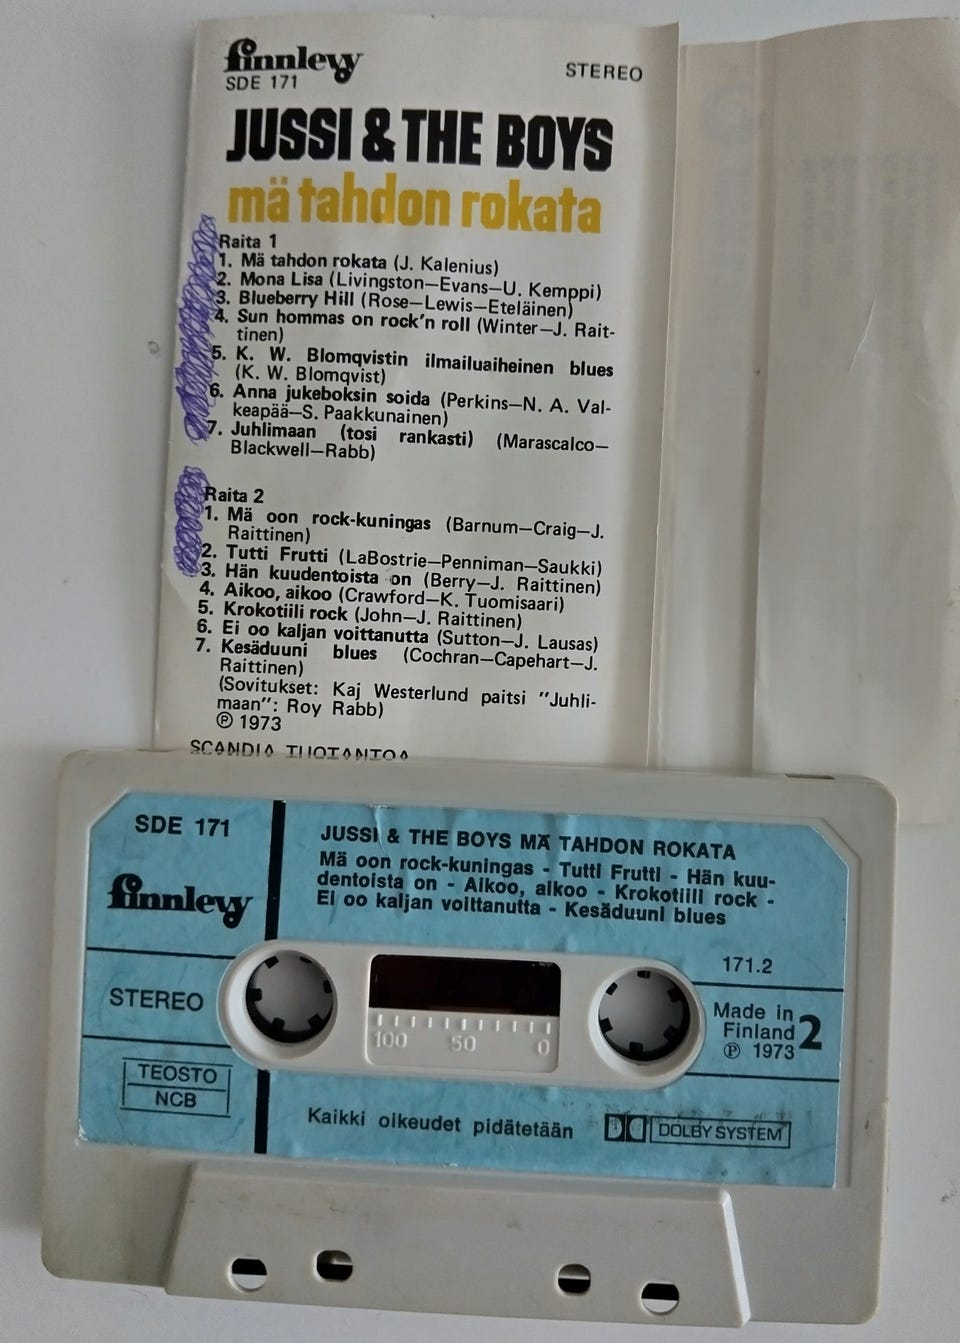 finnlevy
SDE 171
STEREO
JUSSI & THE BOYS
mä tahdon rokata
Raita 1
1. Mä tahdon rokata (J. Kalenius)
2. Mona Lisa (Livingston—Evans—U. Kemppi)
3. Blueberry Hill (Rose—Lewis—Eteläinen)
4. Sun hommas on rock'n roll (Winter—J. Rait-
tinen)
5. K. W. Blomqvistin ilmailuaiheinen blues
(K. W. Blomqvist)
6. Anna jukeboksin soida (Perkins—N. A. Val-
keapää—S. Paakkunainen)
7. Juhlimaan (tosi rankasti) (Marascalco—
Blackwell—Rabb)
Raita 2
1. Mä oon rock-kuningas (Barnum—Craig—J.
Raittinen)
2. Tutti Frutti (LaBostrie—Penniman—Saukki)
3. Hän kuudentoista on (Berry—J. Raittinen)
4. Aikoo, aikoo (Crawford—K. Tuomisaari)
5. Krokotiili rock (John—J. Raittinen)
6. Ei oo kaljan voittanutta (Sutton—J. Lausas)
7. Kesäduuni blues (Cochran—Capehart—J.
Raittinen)
(Sovitukset: Kaj Westerlund paitsi "Juhli-
maan": Roy Rabb)
℗ 1973
SCANDIA TUOTANTOA
SDE 171
finnlevy
STEREO
TEOSTO
NCB
JUSSI & THE BOYS MÄ TAHDON ROKATA
Mä oon rock-kuningas - Tutti Frutti - Hän kuu-
dentoista on - Aikoo, aikoo - Krokotiili rock -
Ei oo kaljan voittanutta - Kesäduuni blues
171.2
100 50 0
Made in
Finland 2
℗ 1973
Kaikki oikeudet pidätetään
DOLBY SYSTEM